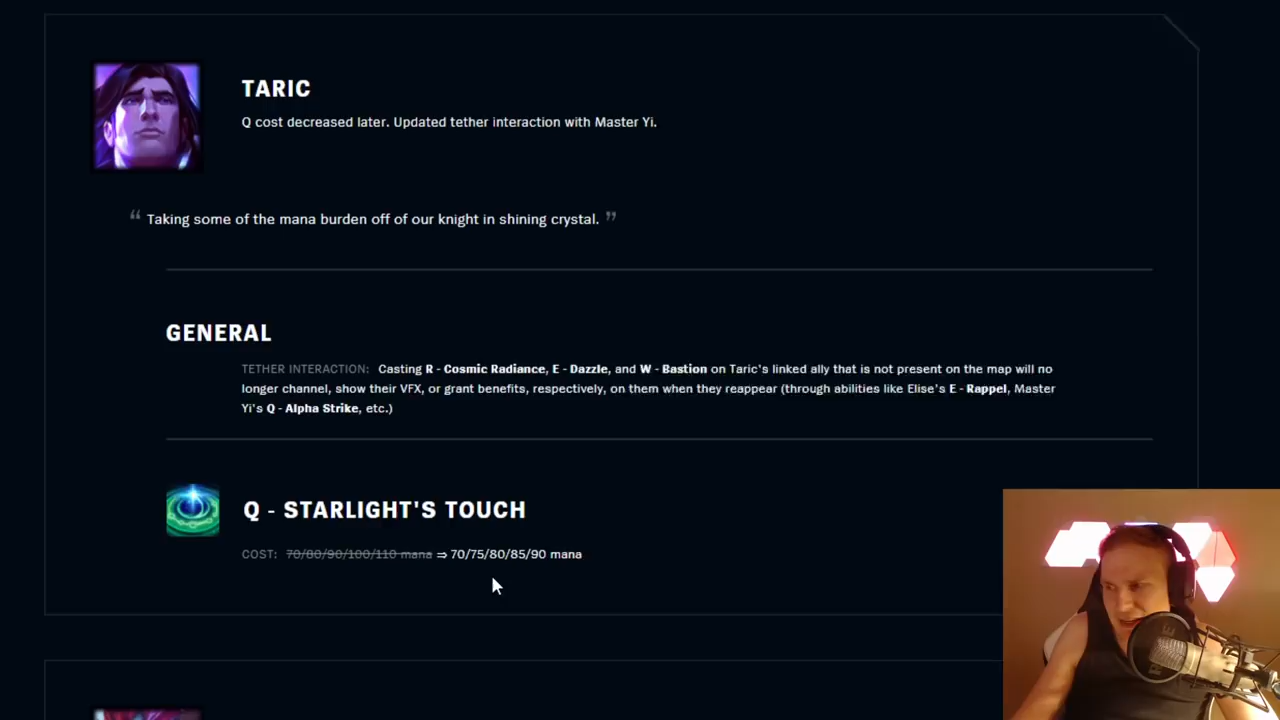 TARIC
Q cost decreased later. Updated tether interaction with Master Yi.
“ Taking some of the mana burden off of our knight in shining crystal. ”
GENERAL
TETHER INTERACTION: Casting R - Cosmic Radiance, E - Dazzle, and W - Bastion on Taric's linked ally that is not present on the map will no
longer channel, show their VFX, or grant benefits, respectively, on them when they reappear (through abilities like Elise's E - Rappel, Master
Yi's Q - Alpha Strike, etc.)
Q - STARLIGHT'S TOUCH
COST: 70/80/90/100/110 mana ⇒ 70/75/80/85/90 mana